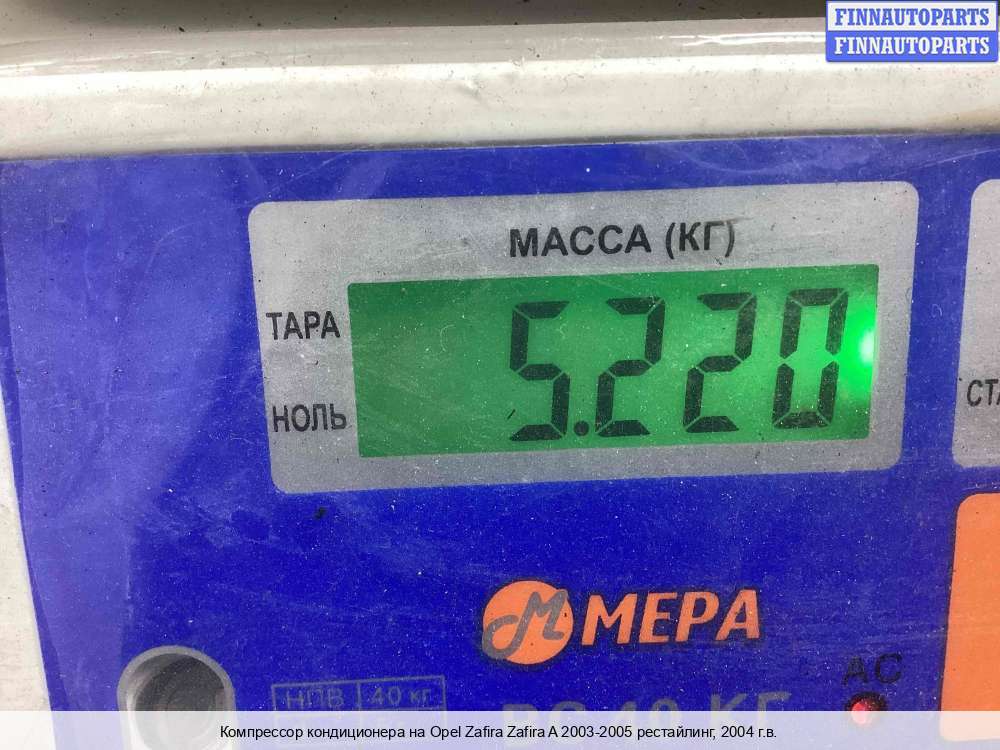 FINNAUTOPARTS
FINNAUTOPARTS
МАССА (КГ)
ТАРА
5.220
НОЛЬ
СТА
МЕРА
АС
НПВ 40 кг
Компрессор кондиционера на Opel Zafira Zafira A 2003-2005 рестайлинг, 2004 г.в.